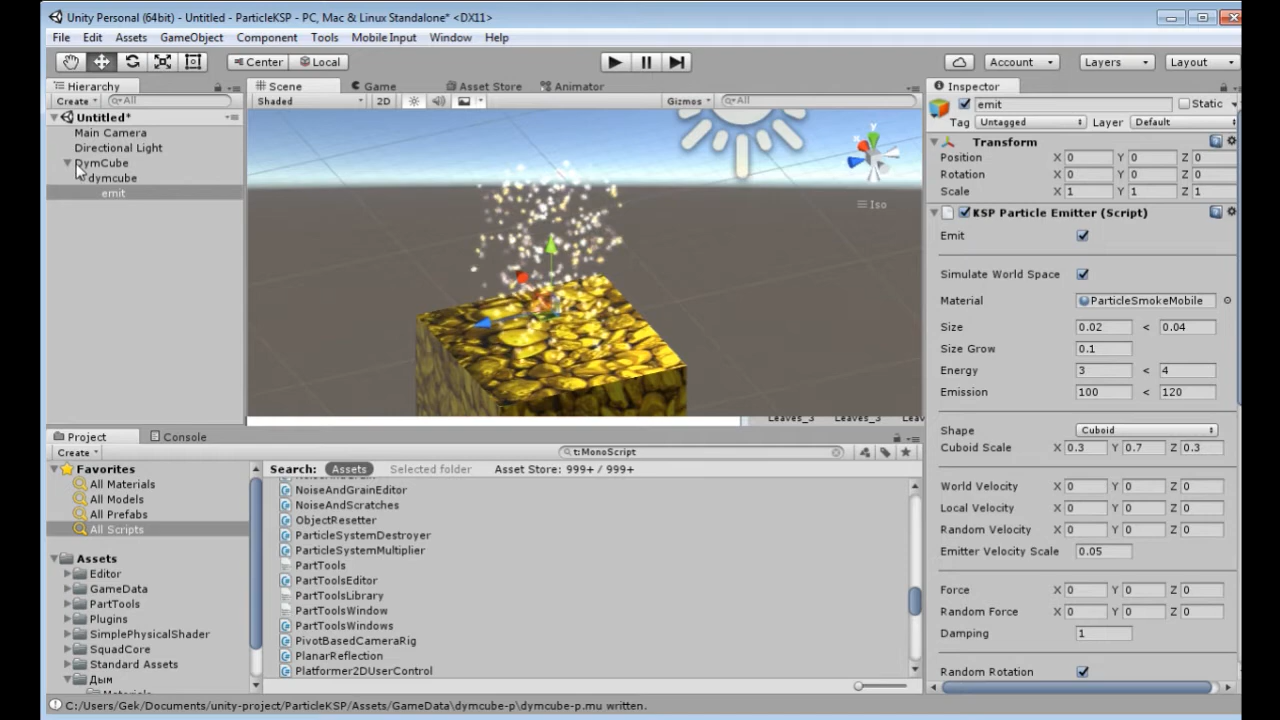 Unity Personal (64bit) - Untitled - ParticleKSP - PC, Mac & Linux Standalone* <DX11>
File Edit Assets GameObject Component Tools Mobile Input Window Help
Center Local Account Layers Layout
Hierarchy
Create All
Untitled*
Main Camera
Directional Light
DymCube
dymcube
emit
Scene Game Asset Store Animator
Shaded 2D Gizmos All
y
x
Iso
Leaves_3 Leaves_3 Leav
Project Console
Create t:MonoScript
Favorites
All Materials
All Models
All Prefabs
All Scripts
Assets
Editor
GameData
PartTools
Plugins
SimplePhysicalShader
SquadCore
Standard Assets
Дым
Search: Assets Selected folder Asset Store: 999+ / 999+
NoiseAndGrainEditor
NoiseAndScratches
ObjectResetter
ParticleSystemDestroyer
ParticleSystemMultiplier
PartTools
PartToolsEditor
PartToolsLibrary
PartToolsWindow
PartToolsWindows
PivotBasedCameraRig
PlanarReflection
Platformer2DUserControl
Inspector
emit Static
Tag Untagged Layer Default
Transform
Position X 0 Y 0 Z 0
Rotation X 0 Y 0 Z 0
Scale X 1 Y 1 Z 1
KSP Particle Emitter (Script)
Emit
Simulate World Space
Material ParticleSmokeMobile
Size 0.02 < 0.04
Size Grow 0.1
Energy 3 < 4
Emission 100 < 120
Shape Cuboid
Cuboid Scale X 0.3 Y 0.7 Z 0.3
World Velocity X 0 Y 0 Z 0
Local Velocity X 0 Y 0 Z 0
Random Velocity X 0 Y 0 Z 0
Emitter Velocity Scale 0.05
Force X 0 Y 0 Z 0
Random Force X 0 Y 0 Z 0
Damping 1
Random Rotation
C:/Users/Gek/Documents/unity-project/ParticleKSP/Assets/GameData\dymcube-p\dymcube-p.mu written.